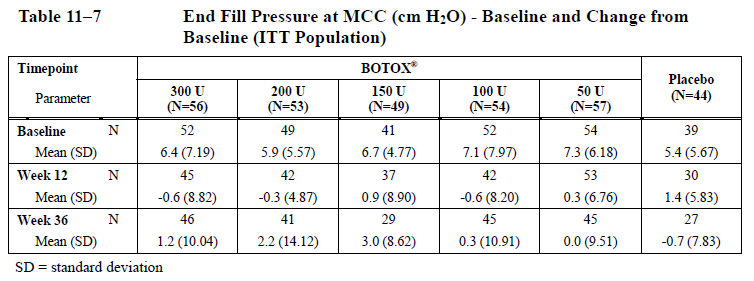 Table 11–7 End Fill Pressure at MCC (cm H₂O) - Baseline and Change from
Baseline (ITT Population)
Timepoint BOTOX® Placebo
Parameter 300 U 200 U 150 U 100 U 50 U (N=44)
(N=56) (N=53) (N=49) (N=54) (N=57)
Baseline N 52 49 41 52 54 39
Mean (SD) 6.4 (7.19) 5.9 (5.57) 6.7 (4.77) 7.1 (7.97) 7.3 (6.18) 5.4 (5.67)
Week 12 N 45 42 37 42 53 30
Mean (SD) -0.6 (8.82) -0.3 (4.87) 0.9 (8.90) -0.6 (8.20) 0.3 (6.76) 1.4 (5.83)
Week 36 N 46 41 29 45 45 27
Mean (SD) 1.2 (10.04) 2.2 (14.12) 3.0 (8.62) 0.3 (10.91) 0.0 (9.51) -0.7 (7.83)
SD = standard deviation